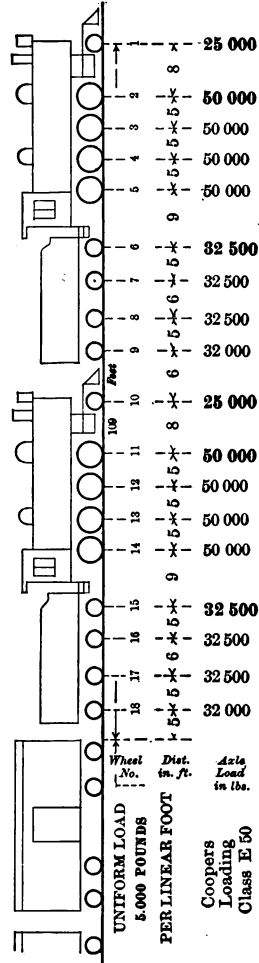 1 25 000
8
2 50 000
5
3 50 000
5
4 50 000
5
5 50 000
9
6 32 500
5
7 32 500
6
8 32 500
5
9 32 000
6
Feet
10 25 000
109
8
11 50 000
5
12 50 000
5
13 50 000
5
14 50 000
9
15 32 500
5
16 32 500
6
17 32 500
5
18 32 000
5
Wheel No.
Dist. in. ft.
Axle Load in lbs.
UNIFORM LOAD
5.000 POUNDS
PER LINEAR FOOT
Coopers
Loading
Class E 50